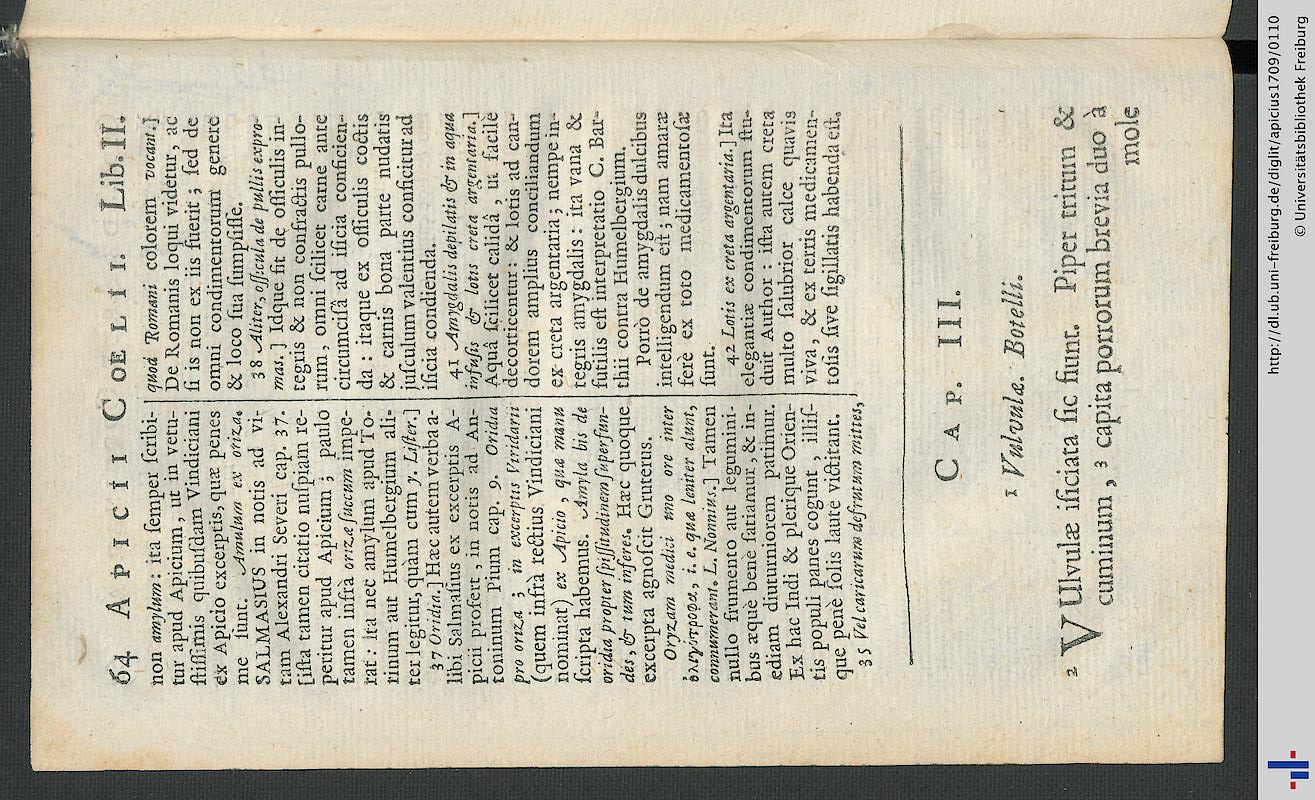 64 APICII COELII. Lib. II.
non amylum: ita ſemper ſcribi-
tur apud Apicium, ut in vetu-
ſtiſſimis quibuſdam Vindiciani
ex Apicio excerptis, quæ penes
me ſunt. Amulum ex oriza.
SALMASIUS in notis ad vi-
tam Alexandri Severi cap. 37.
[iſta tamen citatio nuſpiam re-
peritur apud Apicium; paulo
tamen infrà orizæ ſuccum impe-
rat: ita nec amylum apud To-
rinum aut Humelbergium ali-
ter legitur, quàm cum y. Liſter.]
37 Oridia.] Hæc autem verba a-
libi Salmaſius ex excerptis A-
picii profert, in notis ad An-
toninum Pium cap. 9. Oridia
pro oriza; in excerptis Viridarii
(quem infrà rectius Vindiciani
nominat) ex Apicio, quæ manu
ſcripta habemus. Amyla bis de
oridia propter ſpiſſitudinem ſuperfun-
des, & tum inferes. Hæc quoque
excerpta agnoſcit Gruterus.
Oryzam medici uno ore inter
ὀλιγότροφα, i. e. quæ leniter alunt,
connumerant. L. Nonnius.] Tamen
nullo frumento aut legumini-
bus æquè benè ſatiamur, & in-
ediam diuturniorem patimur.
Ex hac Indi & plerique Orien-
tis populi panes cogunt, illiſ-
que penè ſolis lautè victitant.
35 Vel caricarum defrutum mittes,
quod Romani colorem vocant.]
De Romanis loqui videtur, ac
ſi is non ex iis fuerit; ſed de
omni condimentorum genere
& loco ſua ſumpſiſſe.
38 Aliter, oſſicula de pullis expro-
mas.] Idque fit de oſſiculis in-
tegris & non confractis pullo-
rum, omni ſcilicet carne ante
circumciſâ ad iſicia conficien-
da: itaque ex oſſiculis coctis
& carnis bona parte nudatis
juſculum valentius conficitur ad
iſicia condienda.
41 Amygdalis depilatis & in aqua
infuſis & lotis creta argentaria.]
Aquâ ſcilicet calidâ, ut facilè
decorticentur: & lotis ad can-
dorem amplius conciliandum
ex creta argentaria; nempe in-
tegris amygdalis: ita vana &
futilis eſt interpretatio C. Bar-
thii contra Humelbergium.
Porrò de amygdalis dulcibus
intelligendum eſt; nam amaræ
ferè ex toto medicamentoſæ
ſunt.
42 Lotis ex creta argentaria.] Ita
elegantiæ condimentorum ſtu-
duit Author: iſta autem creta
multo ſalubrior calce quavis
viva, & ex terris medicamen-
toſis ſive ſigillatis habenda eſt.
CAP. III.
1 Vulvulæ. Botelli.
2 VUlvulæ iſiciata ſic fiunt. Piper tritum &
cuminum, 3 capita porrorum brevia duo à
mole
http://dl.ub.uni-freiburg.de/diglit/apicius1709/0110
© Universitätsbibliothek Freiburg